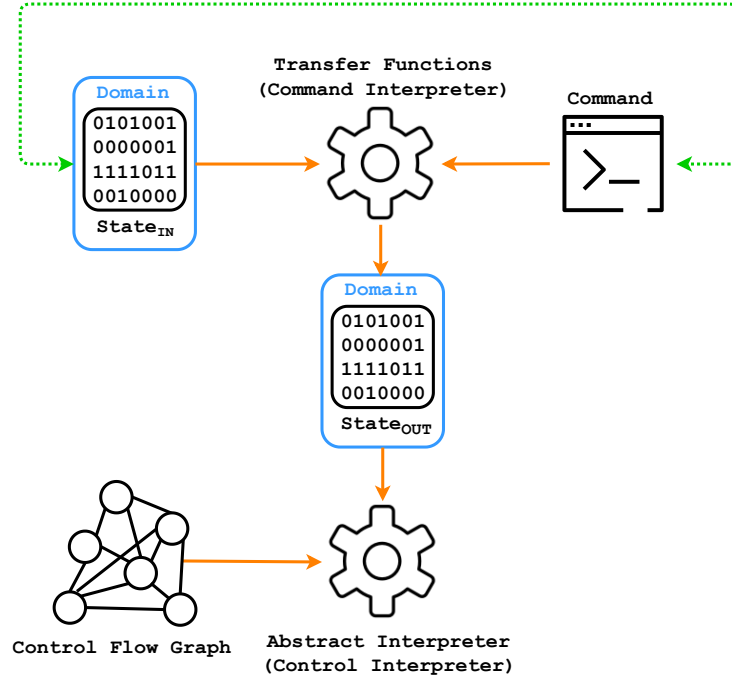 Transfer Functions
(Command Interpreter)
Domain
0101001
0000001
1111011
0010000
StateIN
Command
Domain
0101001
0000001
1111011
0010000
StateOUT
Control Flow Graph
Abstract Interpreter
(Control Interpreter)